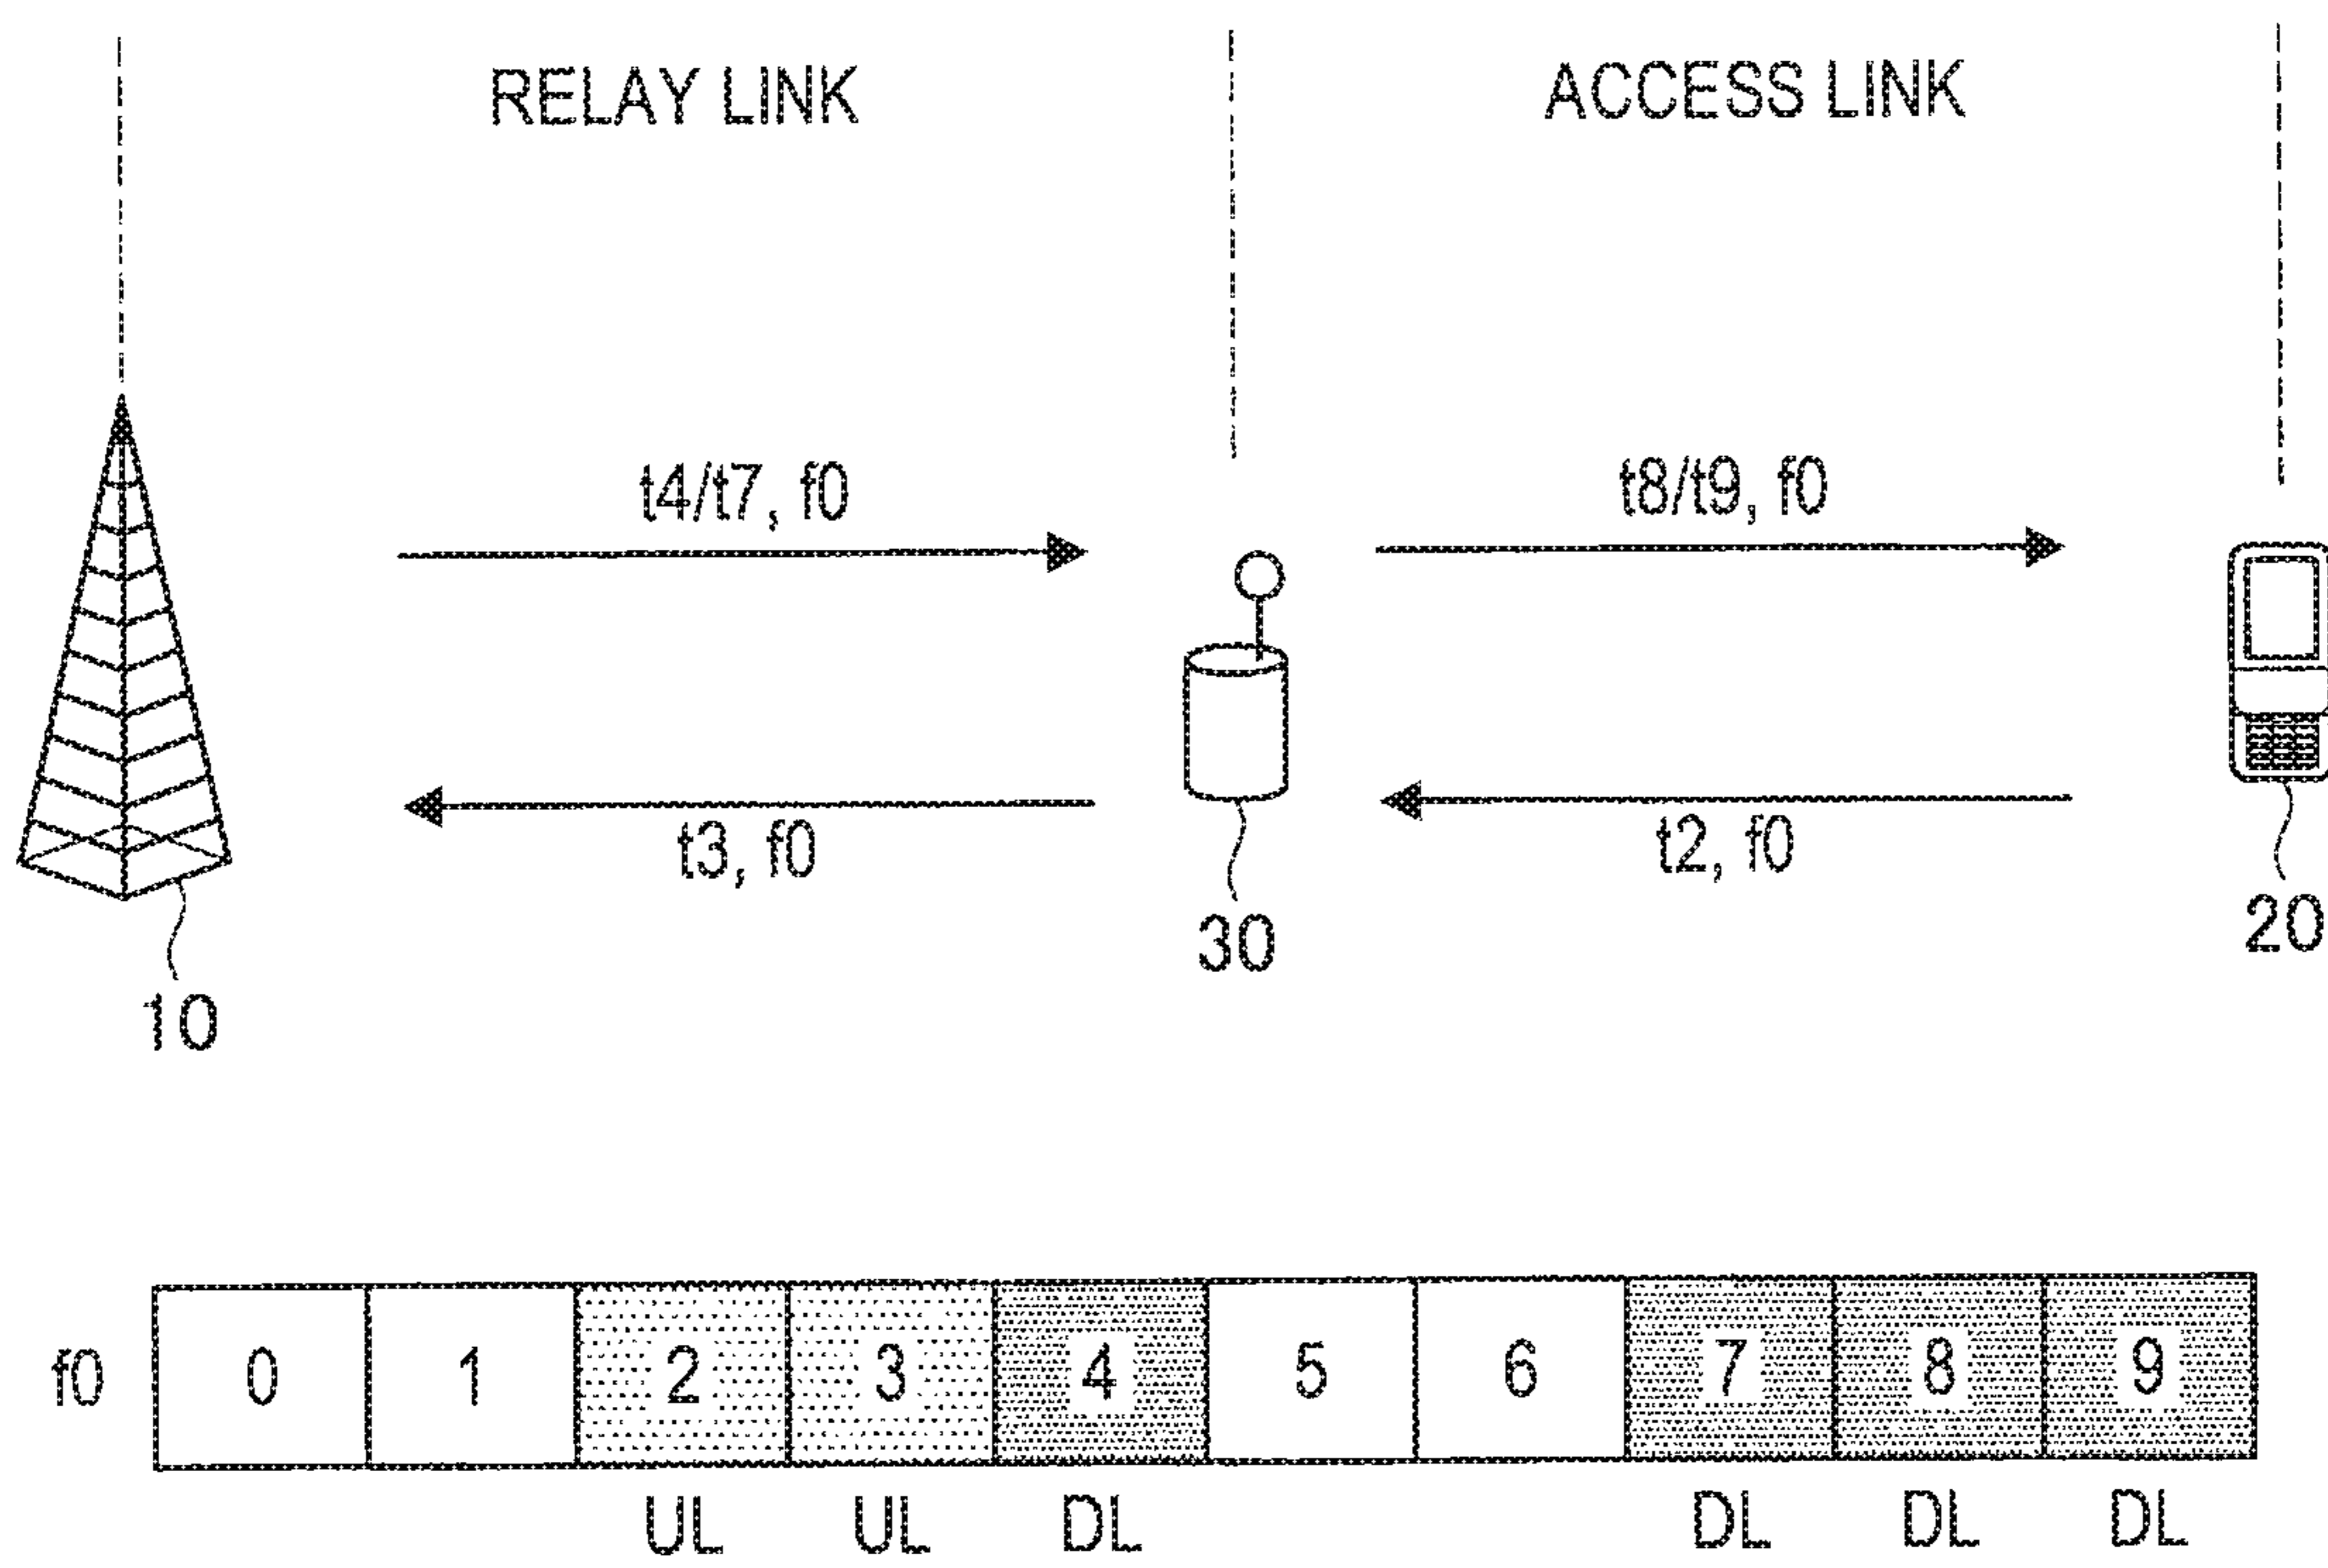 RELAY LINK
ACCESS LINK
t4/t7, f0
t8/t9, f0
t3, f0
t2, f0
10
30
20
f0 0 1 2 3 4 5 6 7 8 9
UL UL DL DL DL DL